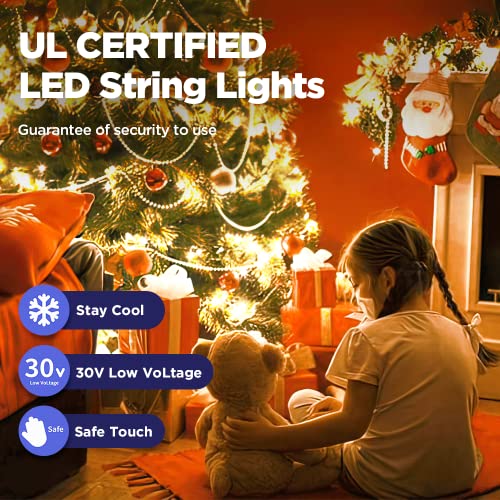 UL CERTIFIED
LED String Lights
Guarantee of security to use
Stay Cool
30V
Low VoLtage
30V Low VoLtage
Safe
Safe Touch